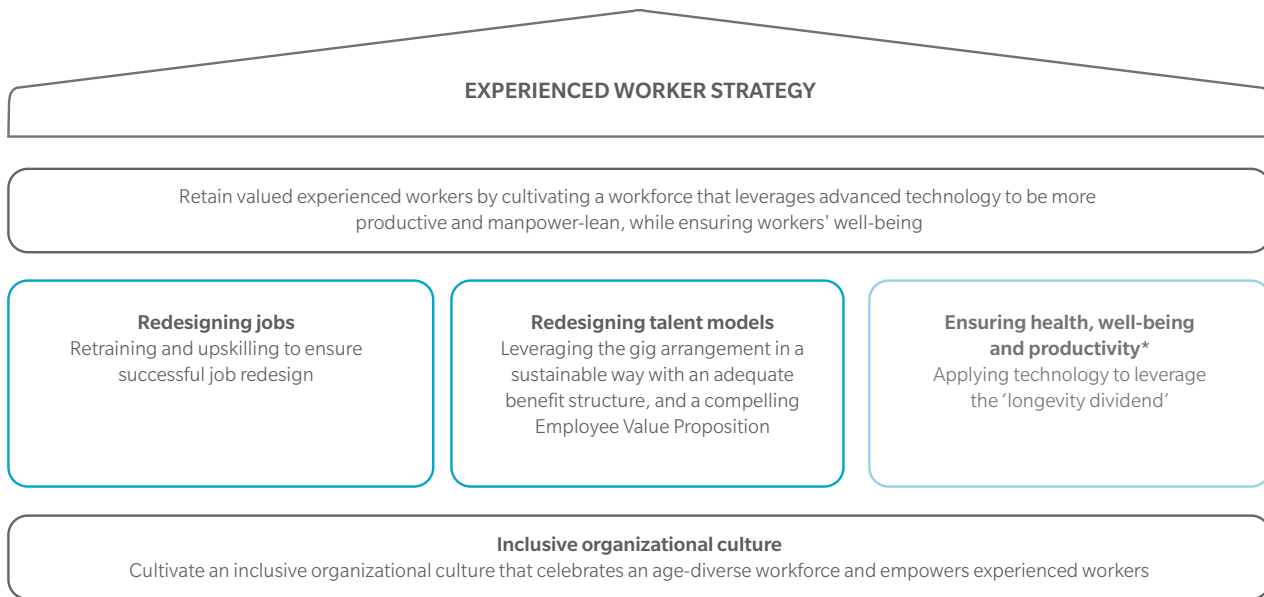 EXPERIENCED WORKER STRATEGY
Retain valued experienced workers by cultivating a workforce that leverages advanced technology to be more
productive and manpower-lean, while ensuring workers' well-being
Redesigning jobs
Retraining and upskilling to ensure
successful job redesign
Redesigning talent models
Leveraging the gig arrangement in a
sustainable way with an adequate
benefit structure, and a compelling
Employee Value Proposition
Ensuring health, well-being
and productivity*
Applying technology to leverage
the ‘longevity dividend’
Inclusive organizational culture
Cultivate an inclusive organizational culture that celebrates an age-diverse workforce and empowers experienced workers